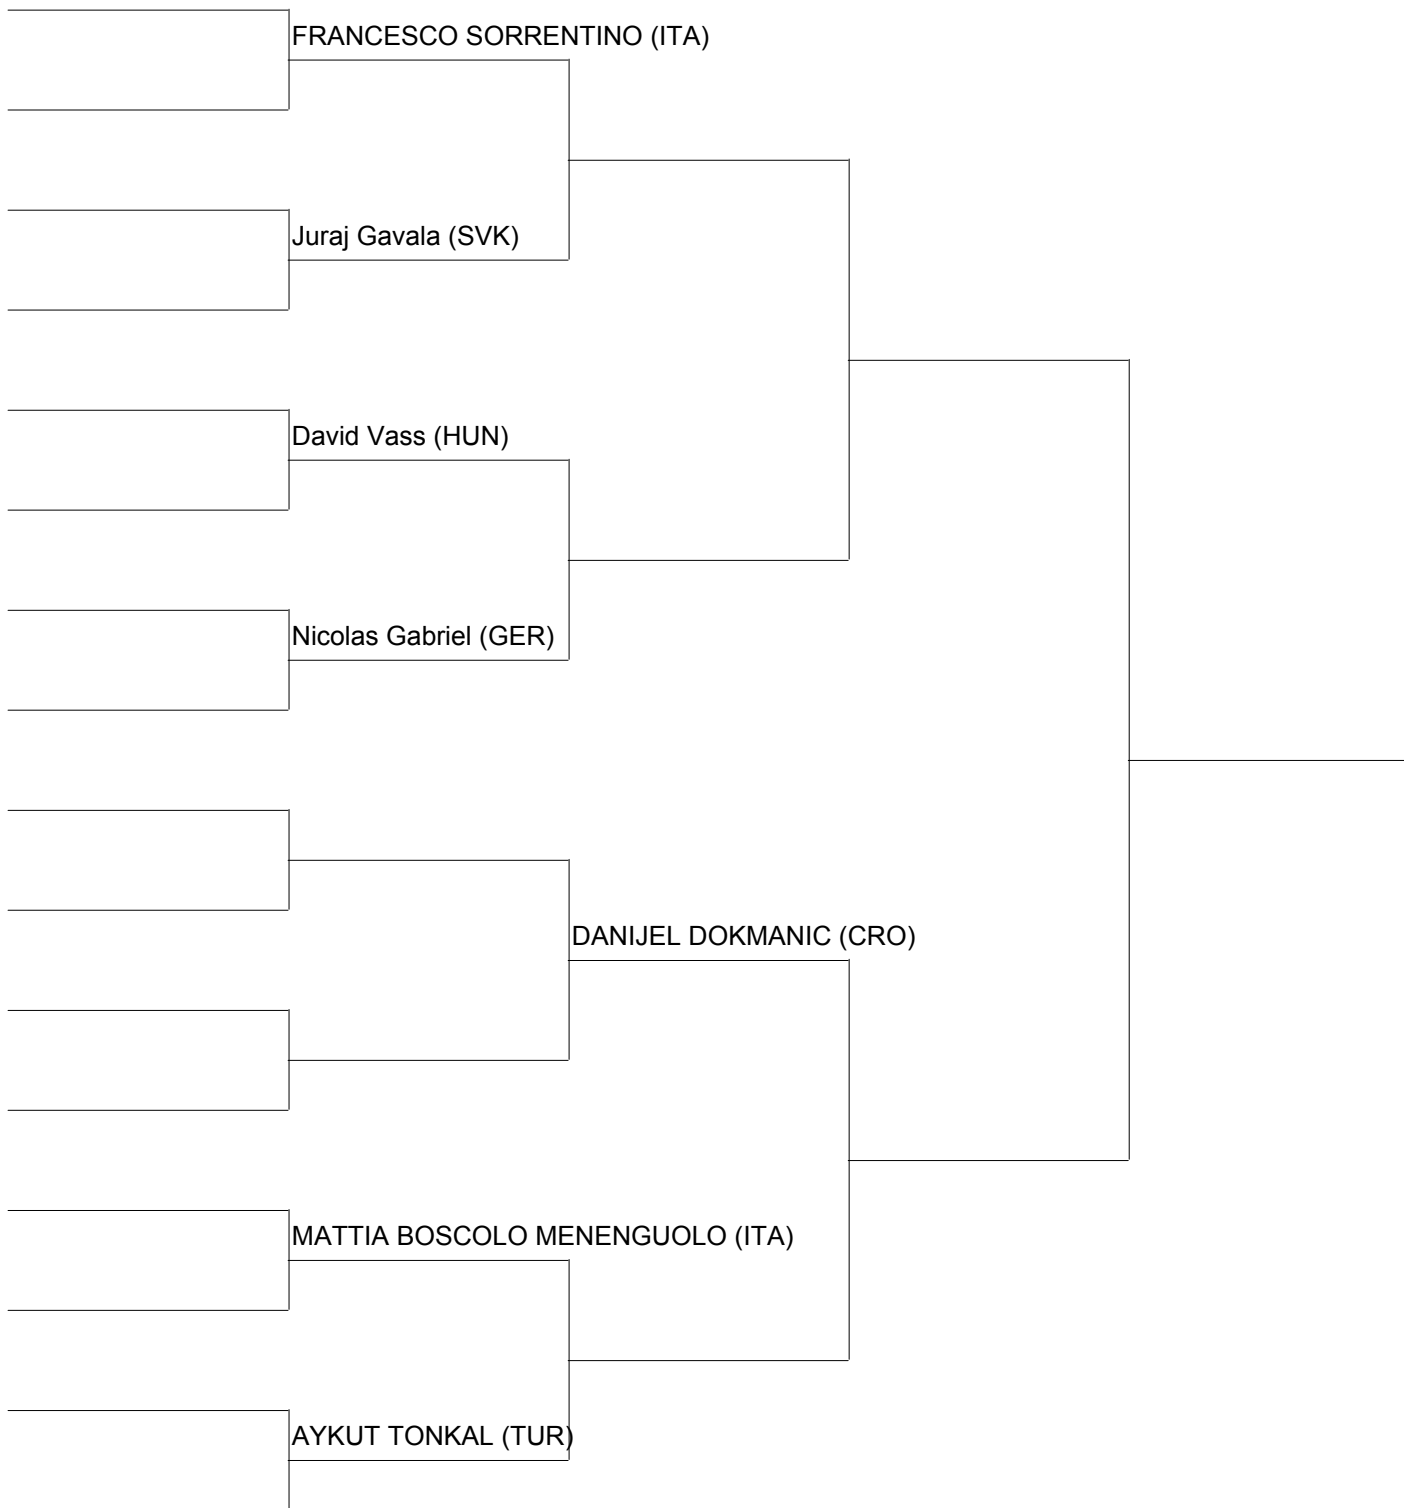 FRANCESCO SORRENTINO (ITA)
Juraj Gavala (SVK)
David Vass (HUN)
Nicolas Gabriel (GER)
DANIJEL DOKMANIC (CRO)
MATTIA BOSCOLO MENENGUOLO (ITA)
AYKUT TONKAL (TUR)